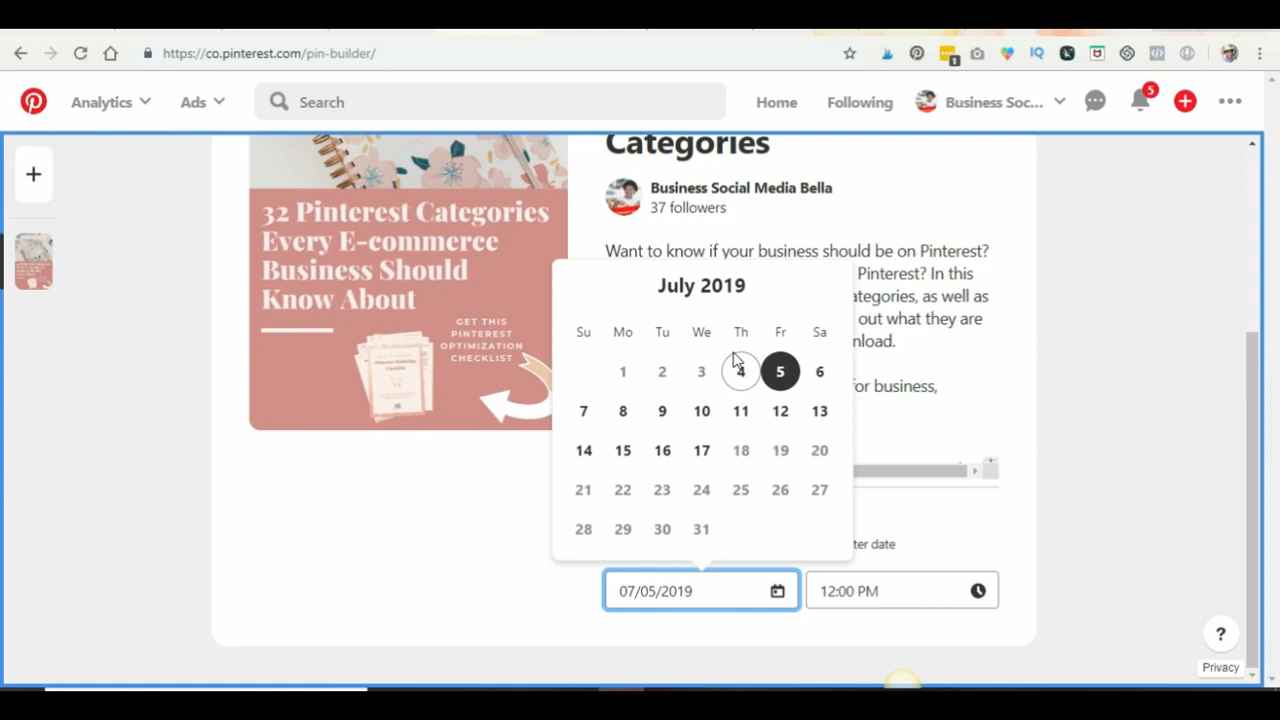 https://co.pinterest.com/pin-builder/
1
Analytics
Ads
Search
Home
Following
Business Soc...
5
32 Pinterest Categories
Every E-commerce
Business Should
Know About
GET THIS
PINTEREST
OPTIMIZATION
CHECKLIST
Categories
Business Social Media Bella
37 followers
Want to know if your business should be on Pinterest?
Pinterest? In this
ategories, as well as
out what they are
nload.
for business,
July 2019
Su Mo Tu We Th Fr Sa
1 2 3 4 5 6
7 8 9 10 11 12 13
14 15 16 17 18 19 20
21 22 23 24 25 26 27
28 29 30 31
ter date
07/05/2019
12:00 PM
?
Privacy